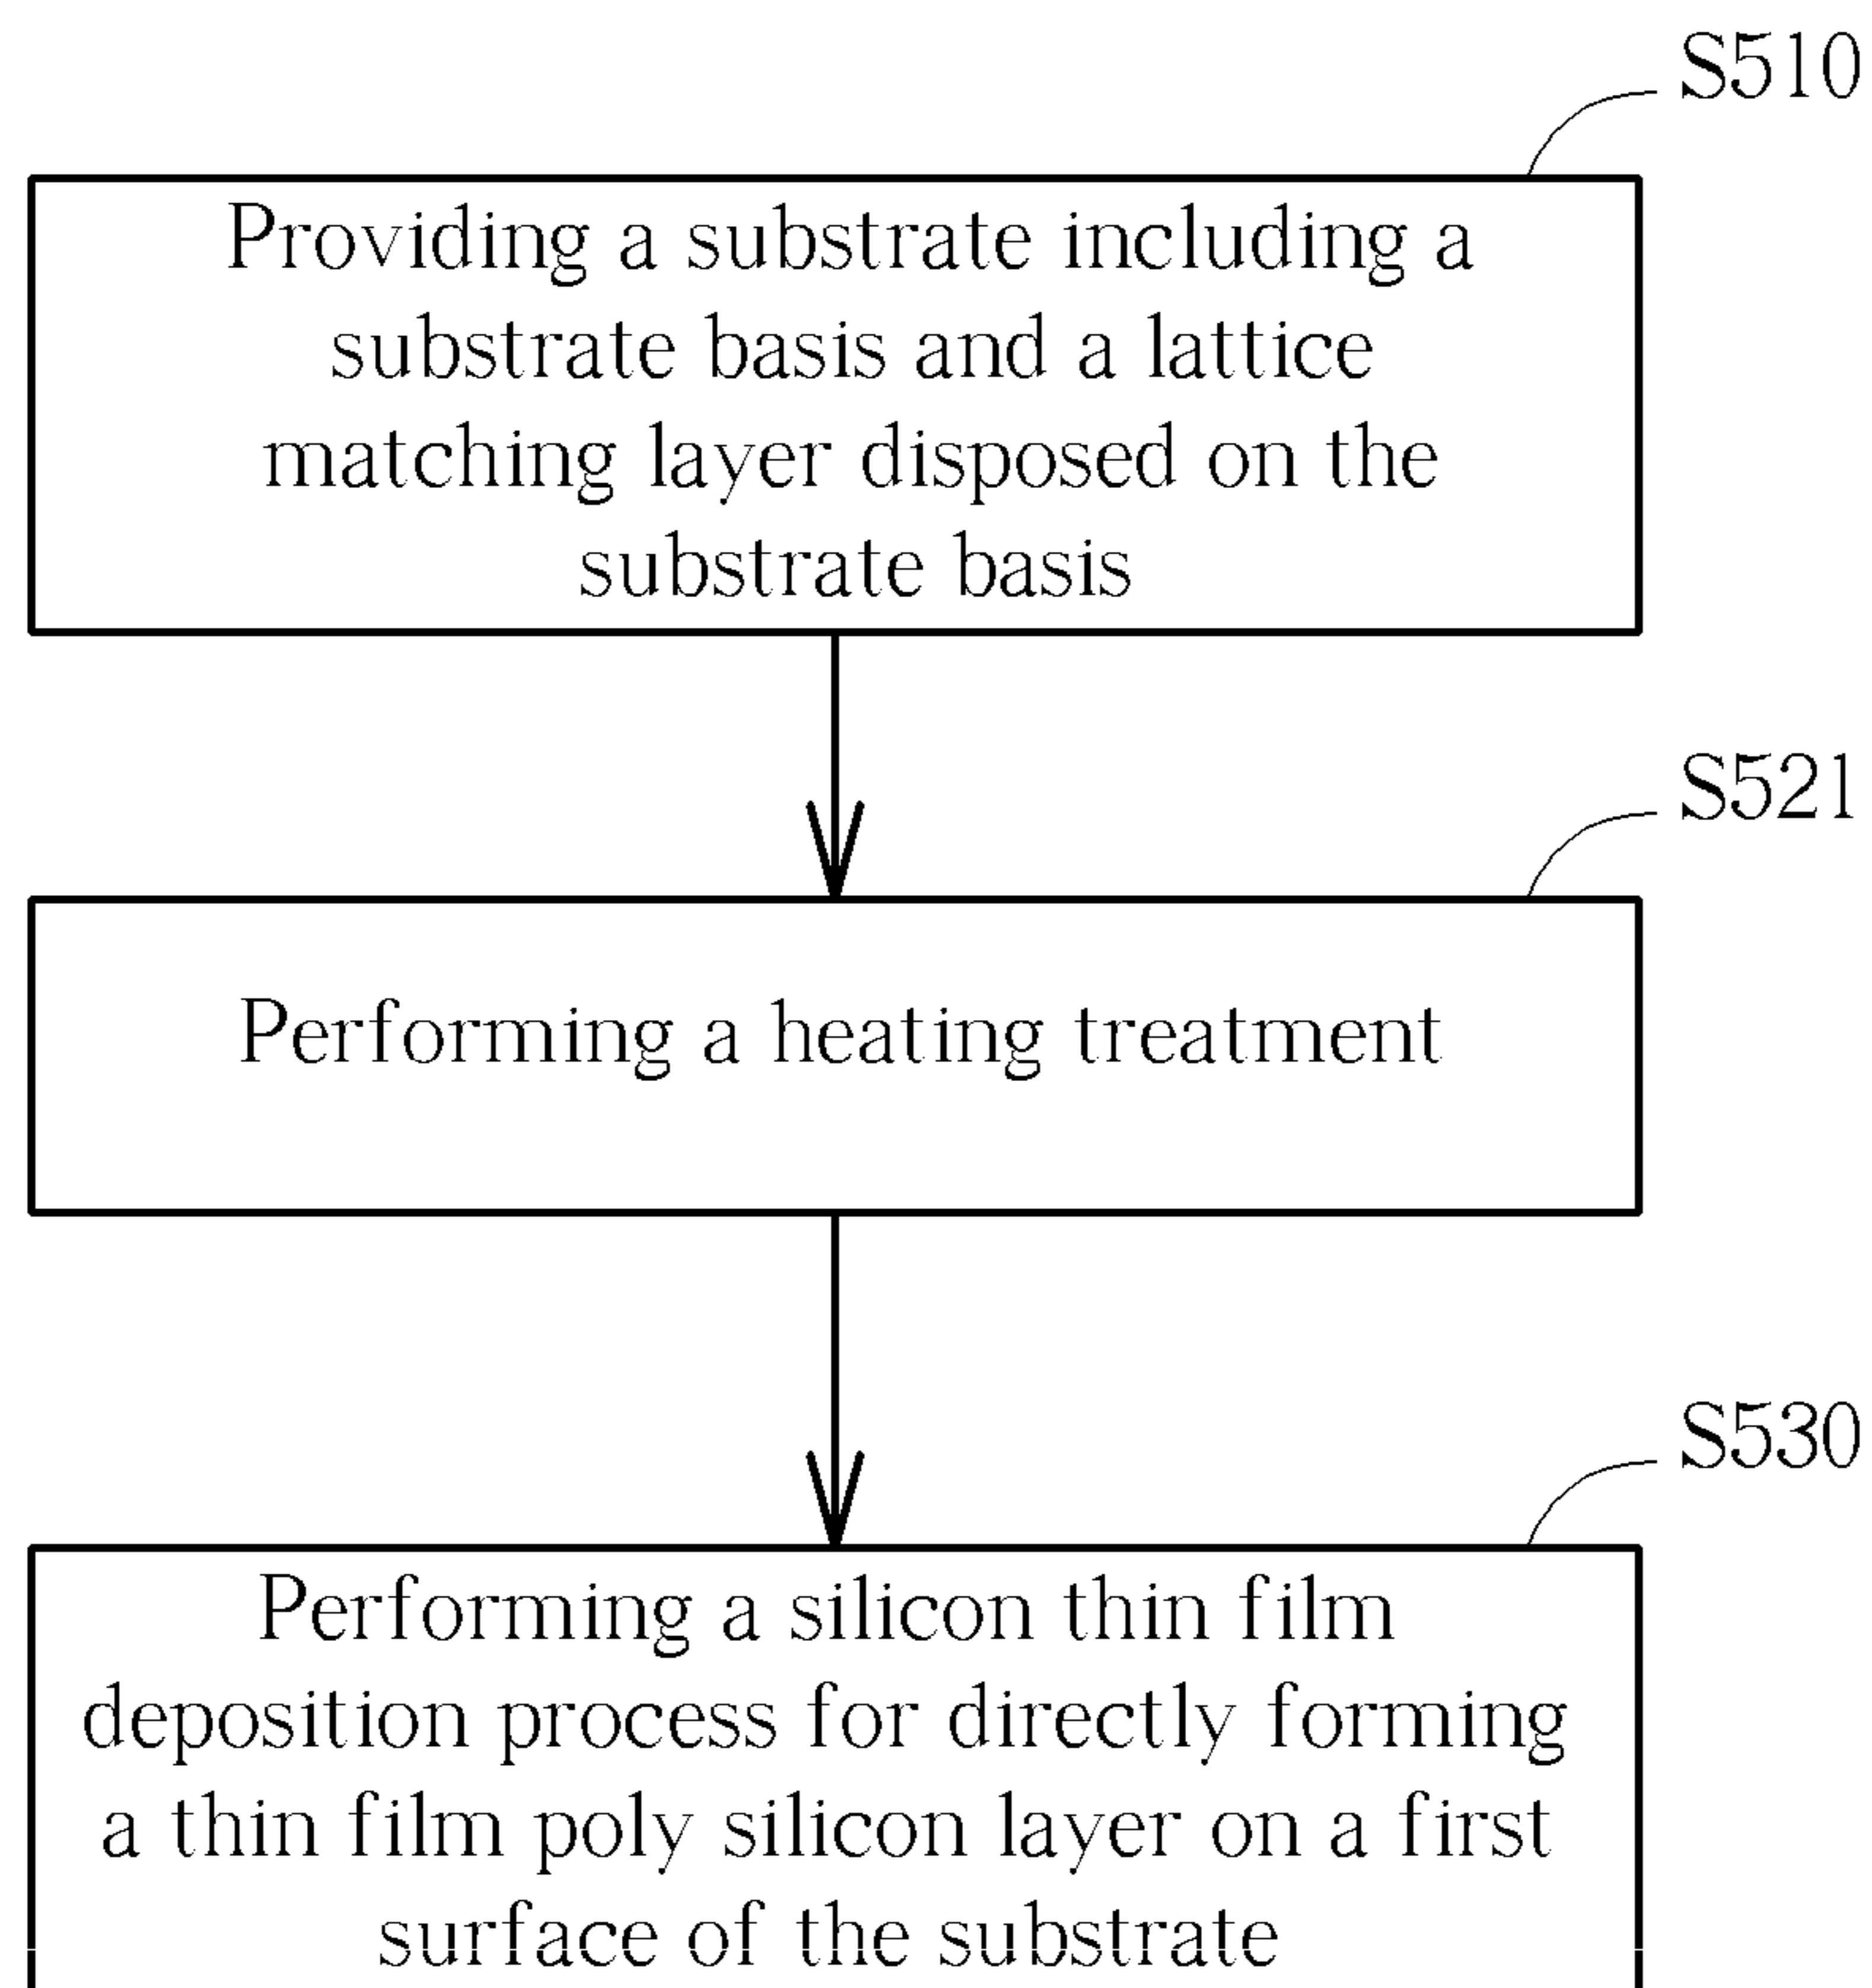 S510
Providing a substrate including a
substrate basis and a lattice
matching layer disposed on the
substrate basis
S521
Performing a heating treatment
S530
Performing a silicon thin film
deposition process for directly forming
a thin film poly silicon layer on a first
surface of the substrate